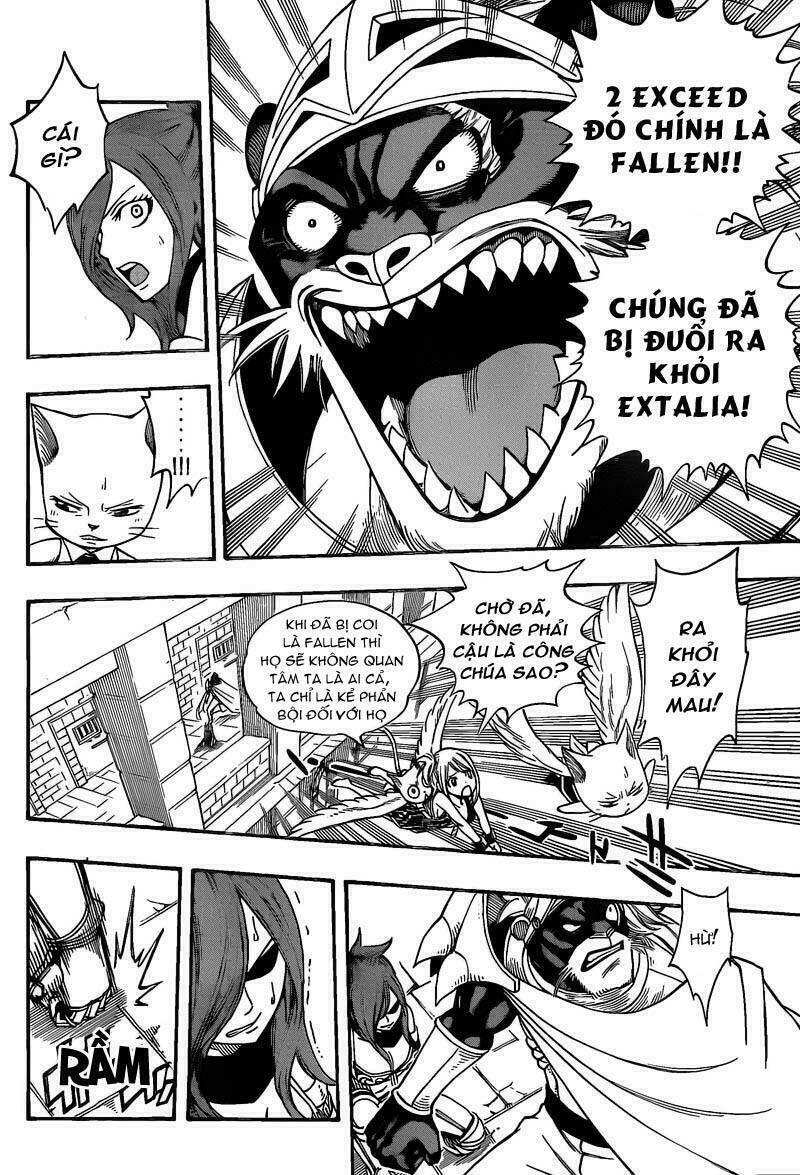 2 EXCEED
ĐÓ CHÍNH LÀ
FALLEN!!
CHÚNG ĐÃ
BỊ ĐUỔI RA
KHỎI
EXTALIA!
CÁI
GÌ?
...!!!
RA
KHỎI
ĐÂY
MAU!
CHỜ ĐÃ,
KHÔNG PHẢI
CẬU LÀ CÔNG
CHÚA SAO?
KHI ĐÃ BỊ COI
LÀ FALLEN THÌ
HỌ SẼ KHÔNG QUAN
TÂM TA LÀ AI CẢ,
TA CHỈ LÀ KẺ PHẢN
BỘI ĐỐI VỚI HỌ
HỪ!
RẦM